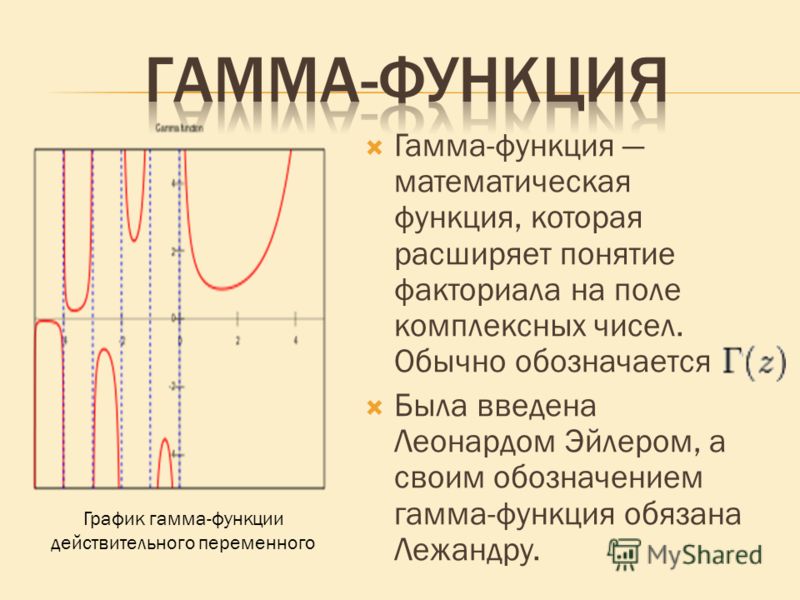 ГАММА-ФУНКЦИЯ
Gamma function
4
2
0
-2
-4
-4
-2
0
2
4
График гамма-функции
действительного переменного
Гамма-функция —
математическая
функция, которая
расширяет понятие
факториала на поле
комплексных чисел.
Обычно обозначается Γ(z)
Была введена
Леонардом Эйлером, а
своим обозначением
гамма-функция обязана
Лежандру.
MyShared